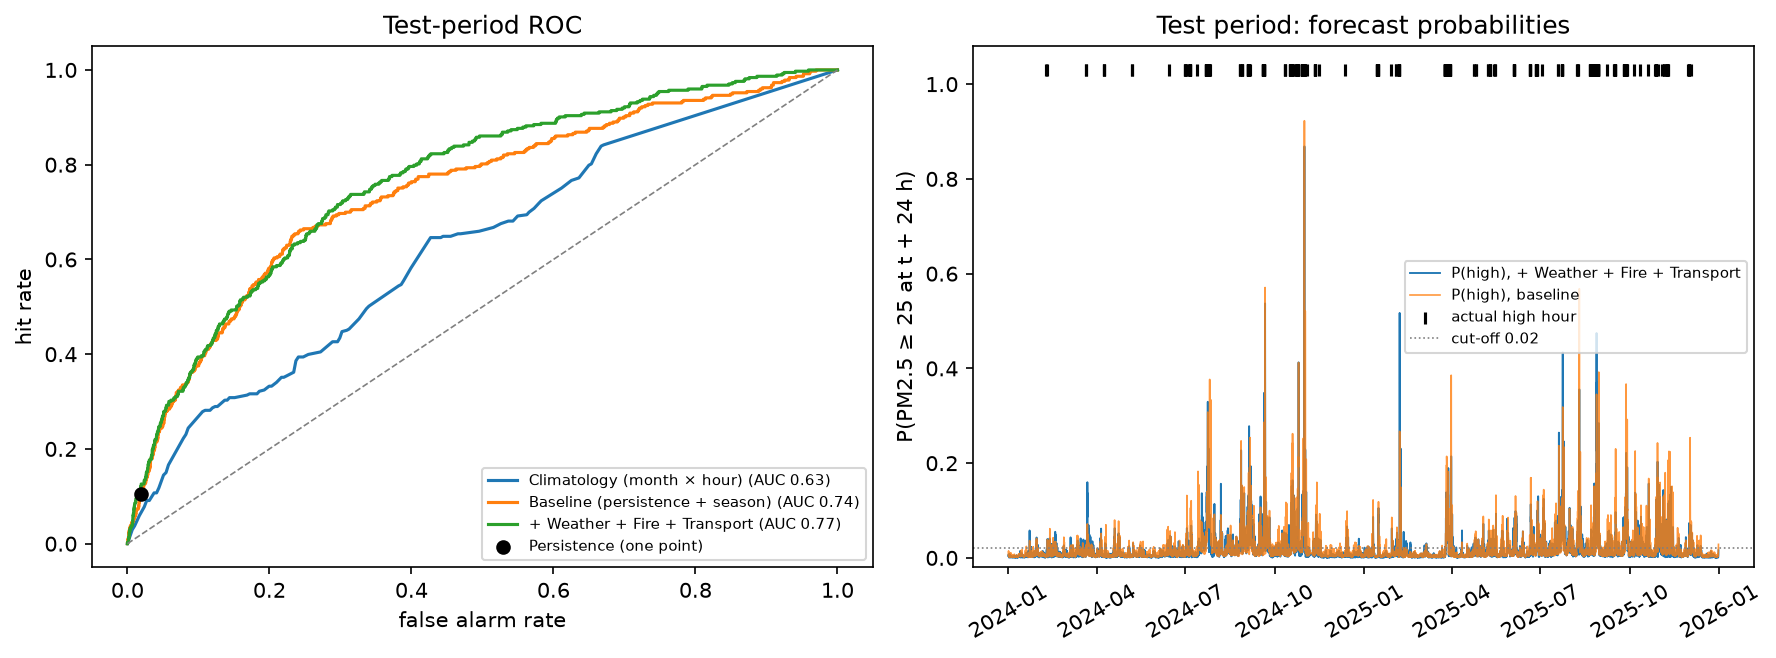 Test-period ROC
hit rate
1.0
0.8
0.6
0.4
0.2
0.0
0.0 0.2 0.4 0.6 0.8 1.0
false alarm rate
Climatology (month × hour) (AUC 0.63)
Baseline (persistence + season) (AUC 0.74)
+ Weather + Fire + Transport (AUC 0.77)
Persistence (one point)
Test period: forecast probabilities
P(PM2.5 ≥ 25 at t + 24 h)
1.0
0.8
0.6
0.4
0.2
0.0
2024-01 2024-04 2024-07 2024-10 2025-01 2025-04 2025-07 2025-10 2026-01
P(high), + Weather + Fire + Transport
P(high), baseline
actual high hour
cut-off 0.02